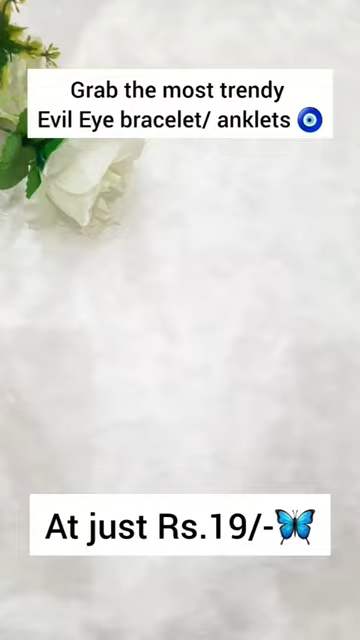 Grab the most trendy
Evil Eye bracelet/ anklets 🧿
At just Rs.19/-🦋